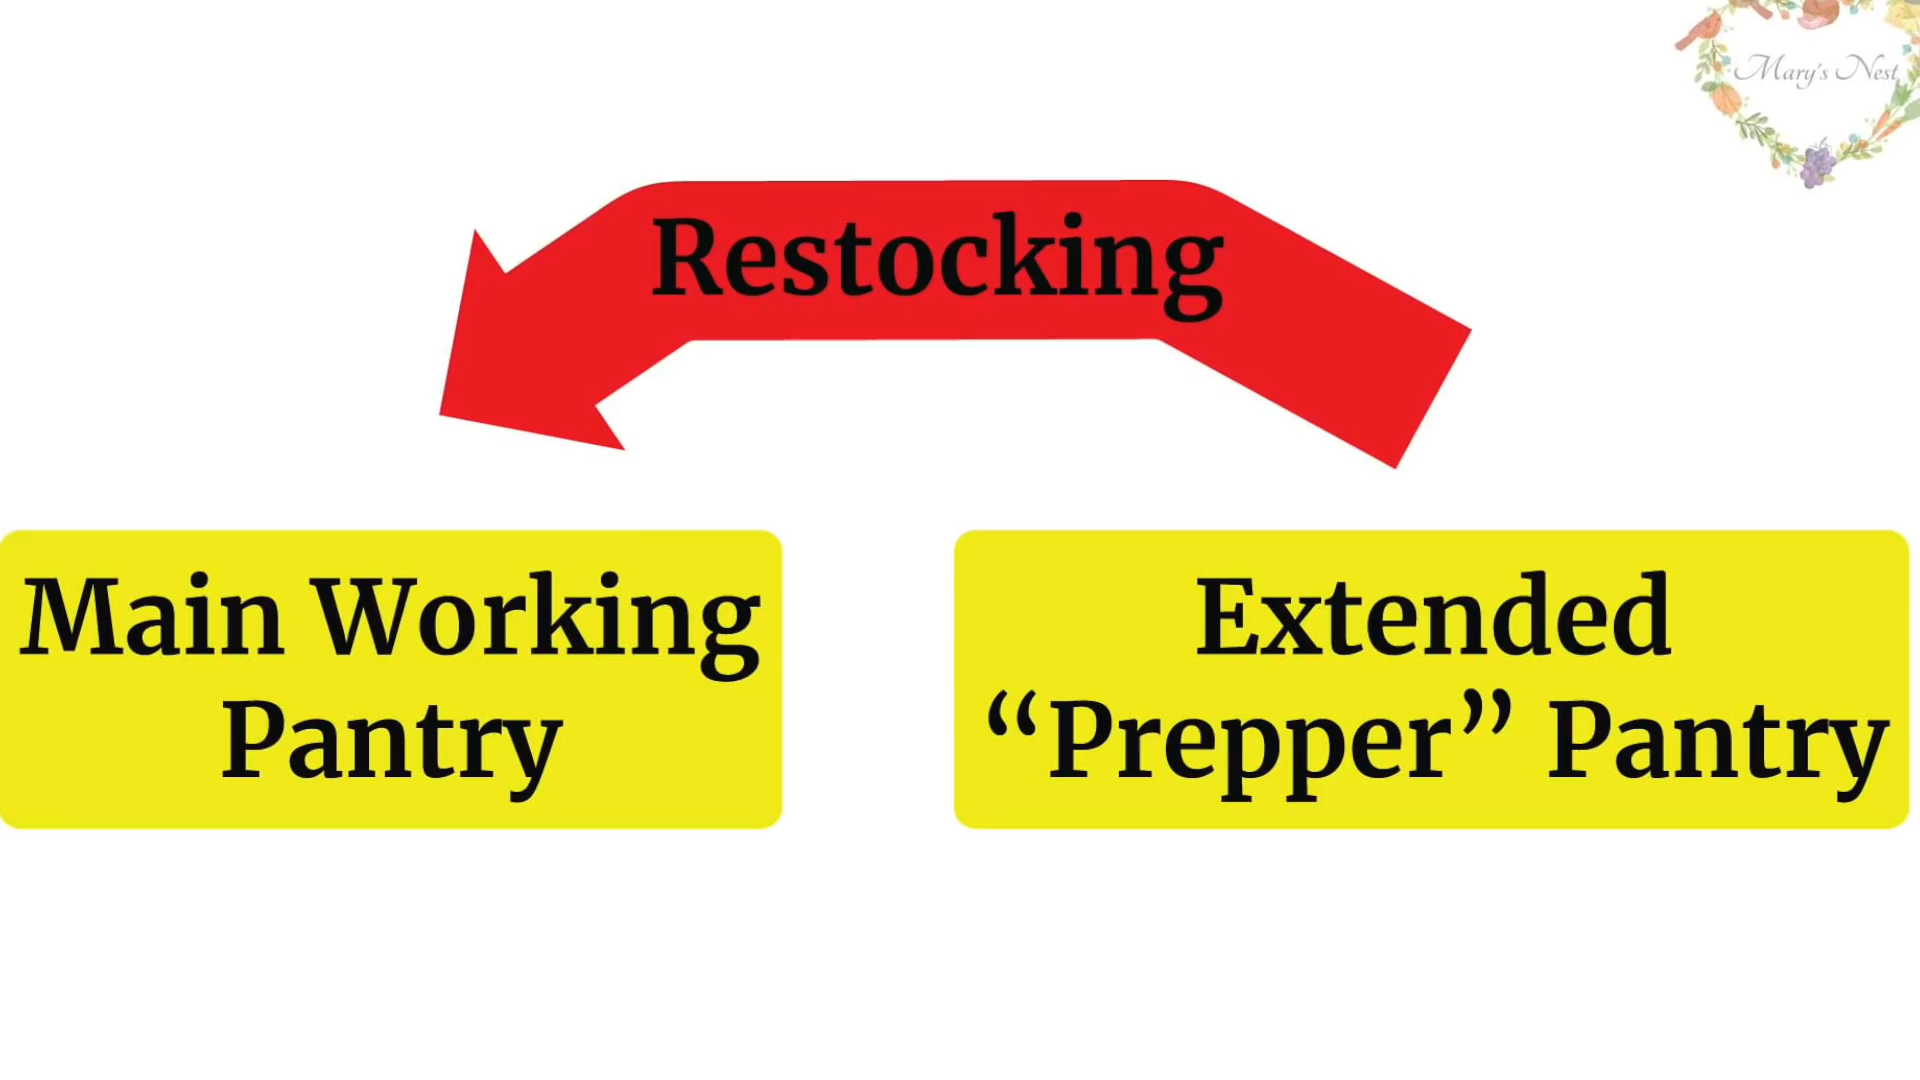 Mary's Nest
Restocking
Main Working
Pantry
Extended
“Prepper” Pantry